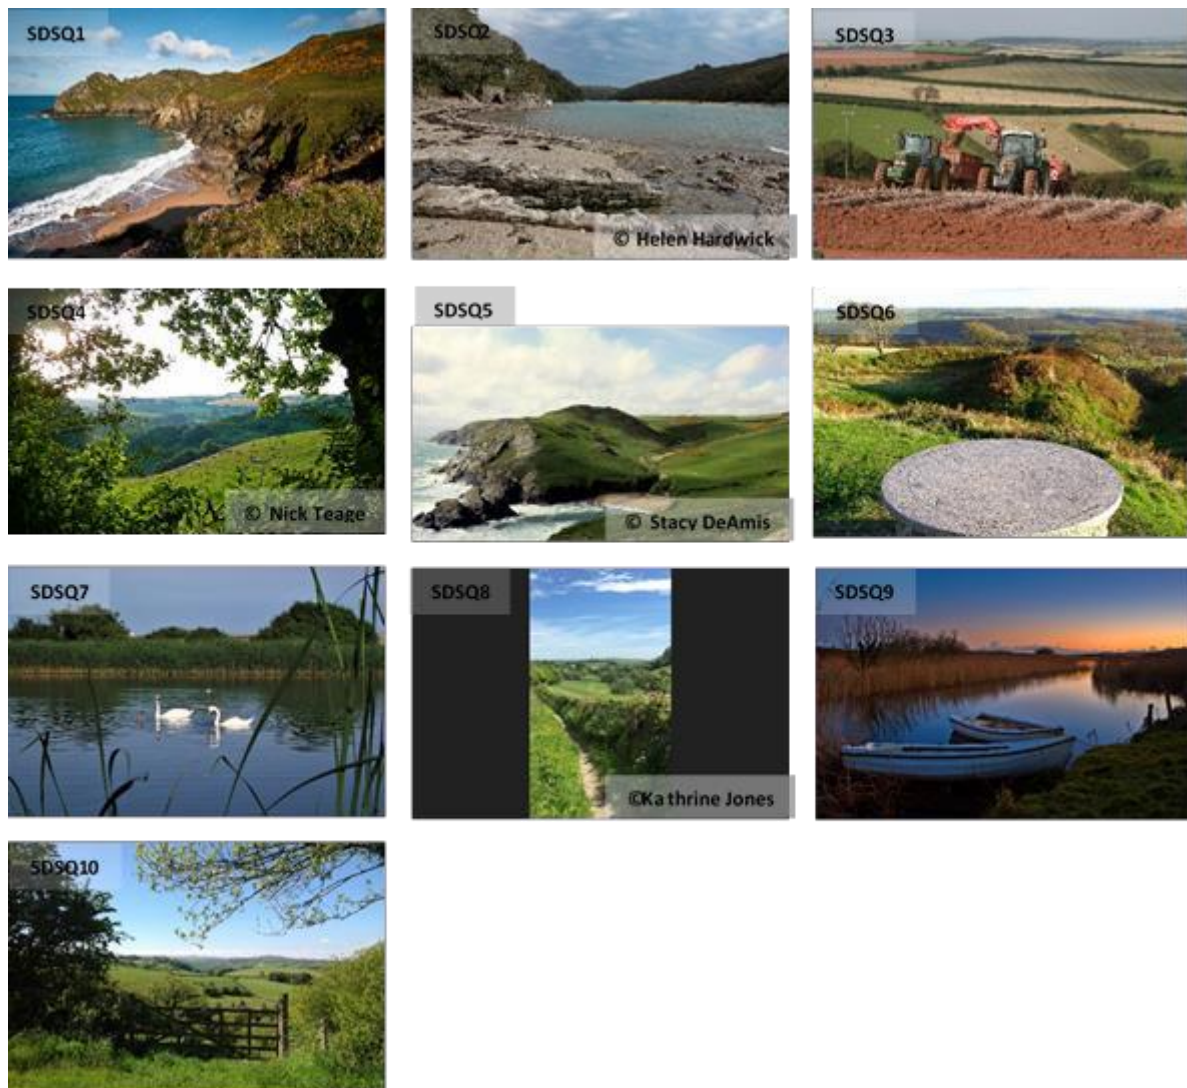 SDSQ1
SDSQ2
© Helen Hardwick
SDSQ3
SDSQ4
© Nick Teage
SDSQ5
© Stacy DeAmis
SDSQ6
SDSQ7
SDSQ8
©Kathrine Jones
SDSQ9
SDSQ10